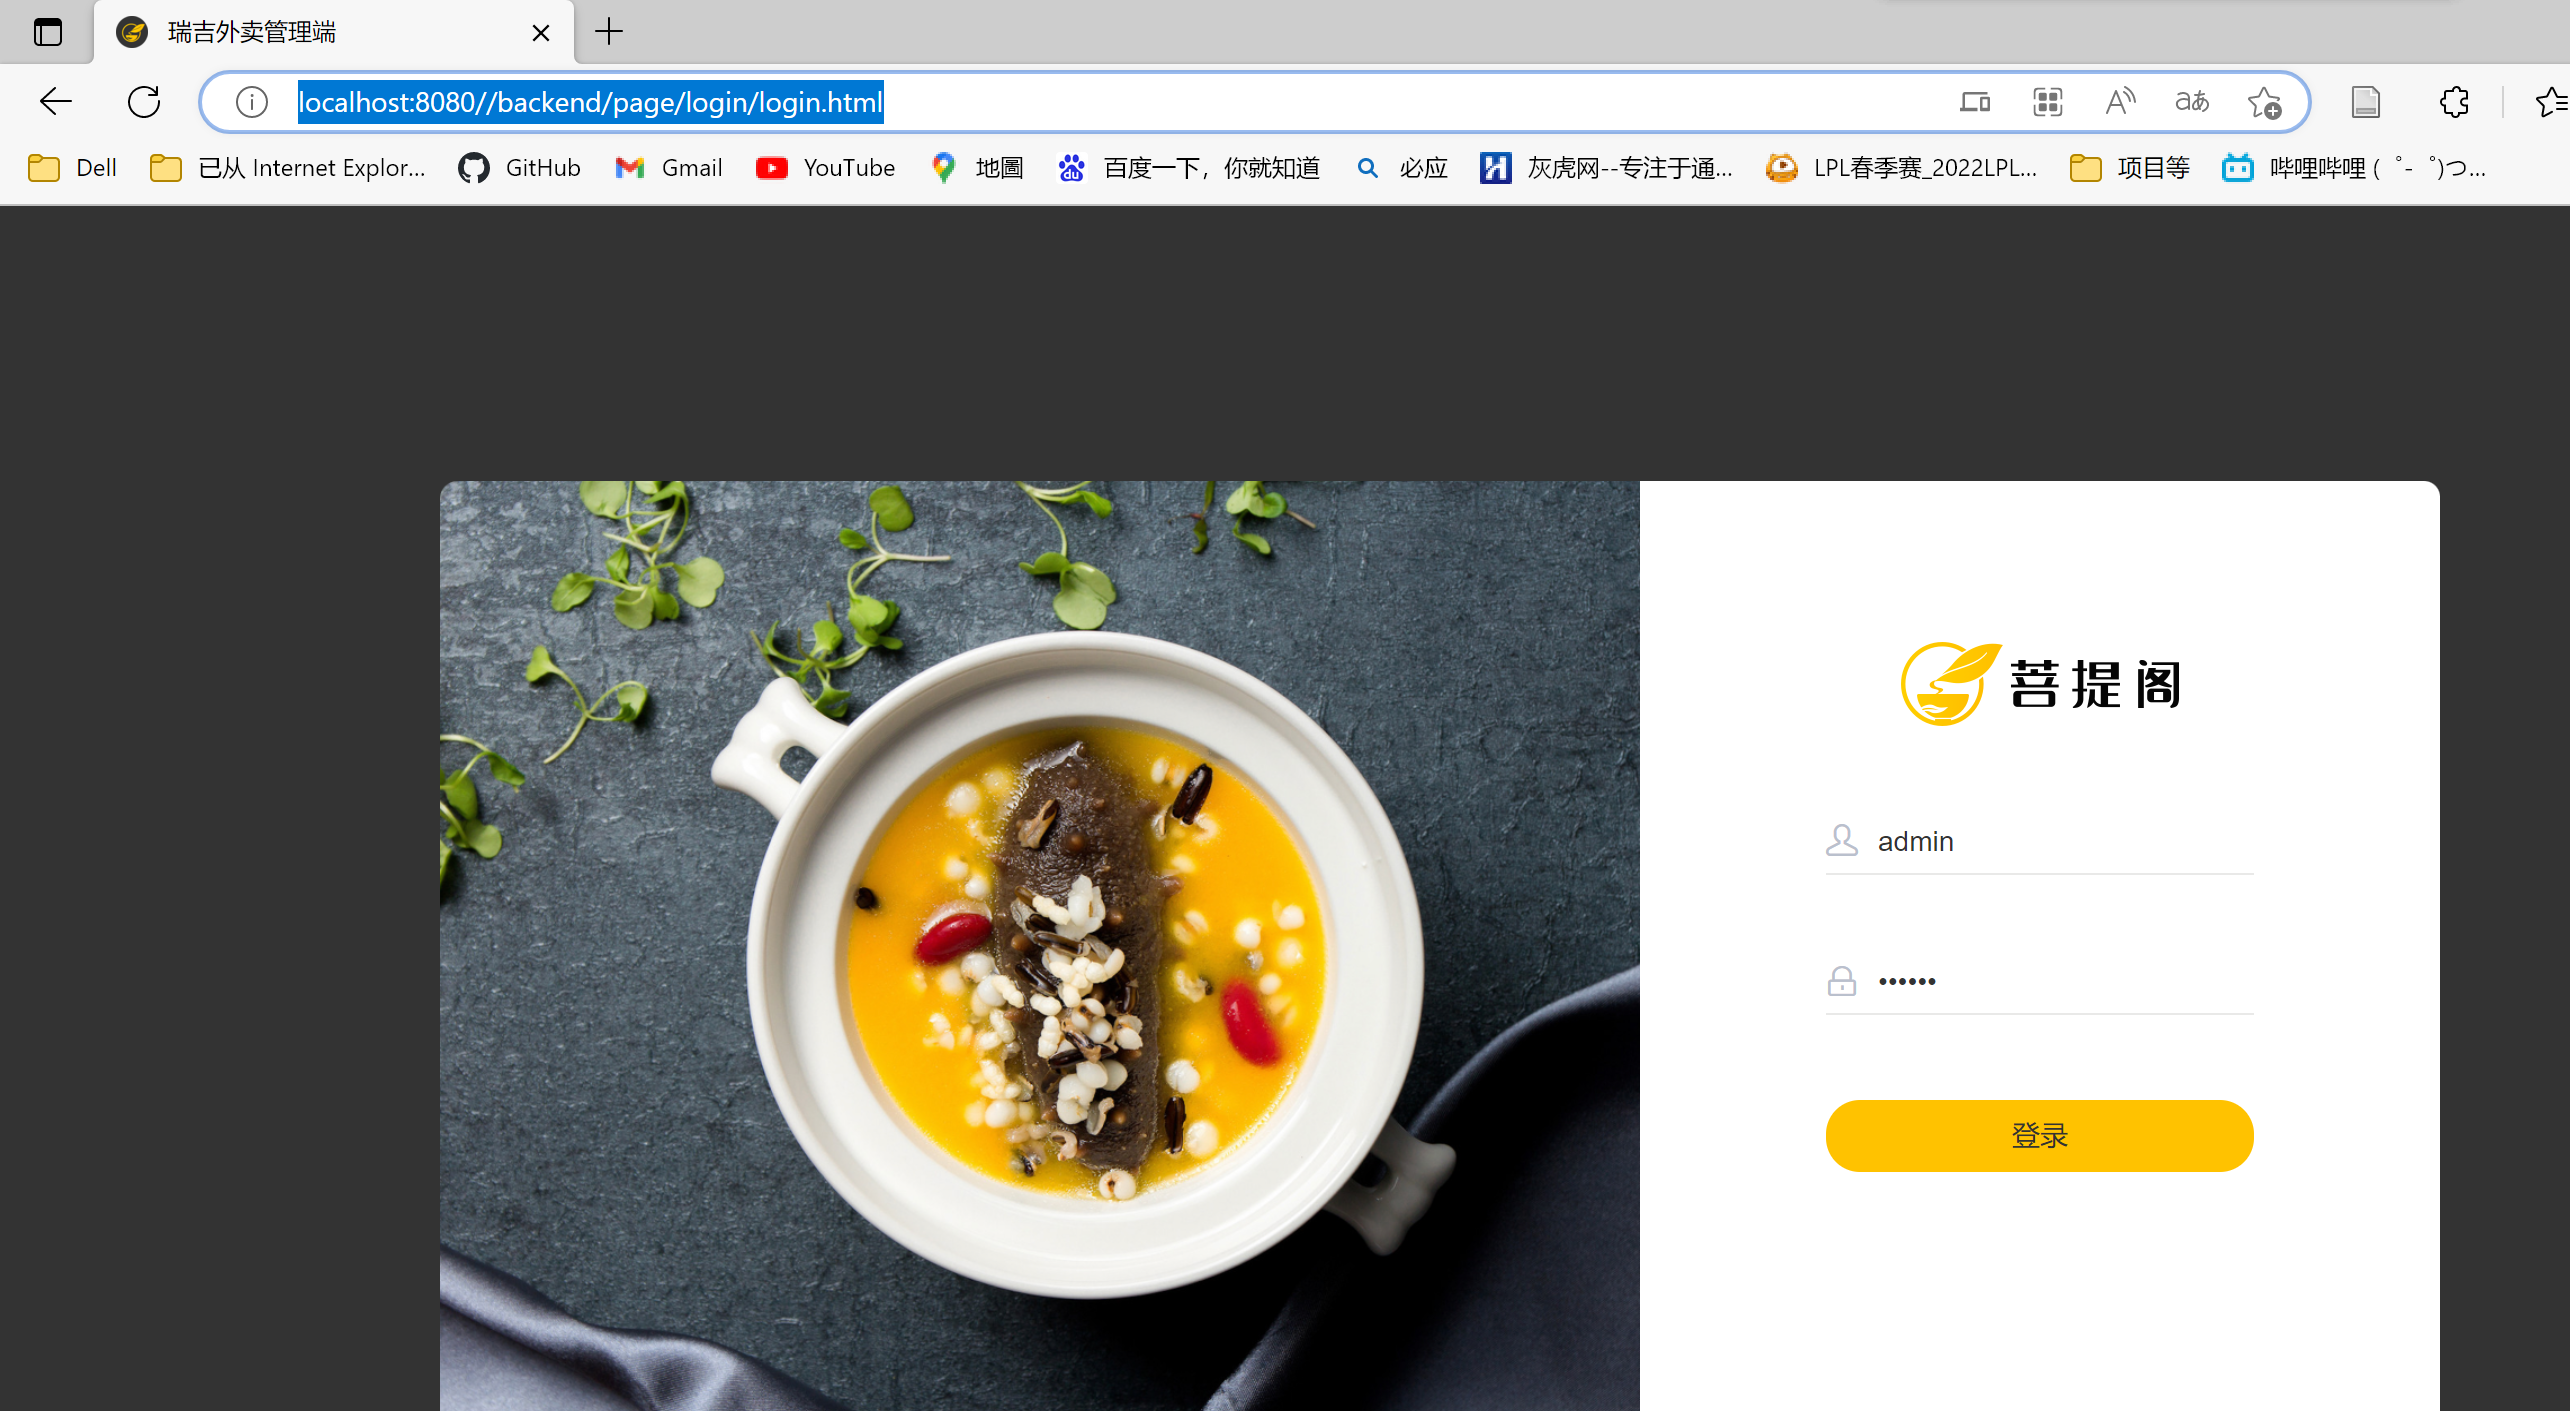 瑞吉外卖管理端
localhost:8080//backend/page/login/login.html
aあ
Dell 已从 Internet Explor... GitHub Gmail YouTube 地圖 百度一下，你就知道 必应 灰虎网--专注于通... LPL春季赛_2022LPL... 项目等 哔哩哔哩 (゜-゜)つ...
菩提阁
admin
••••••
登录